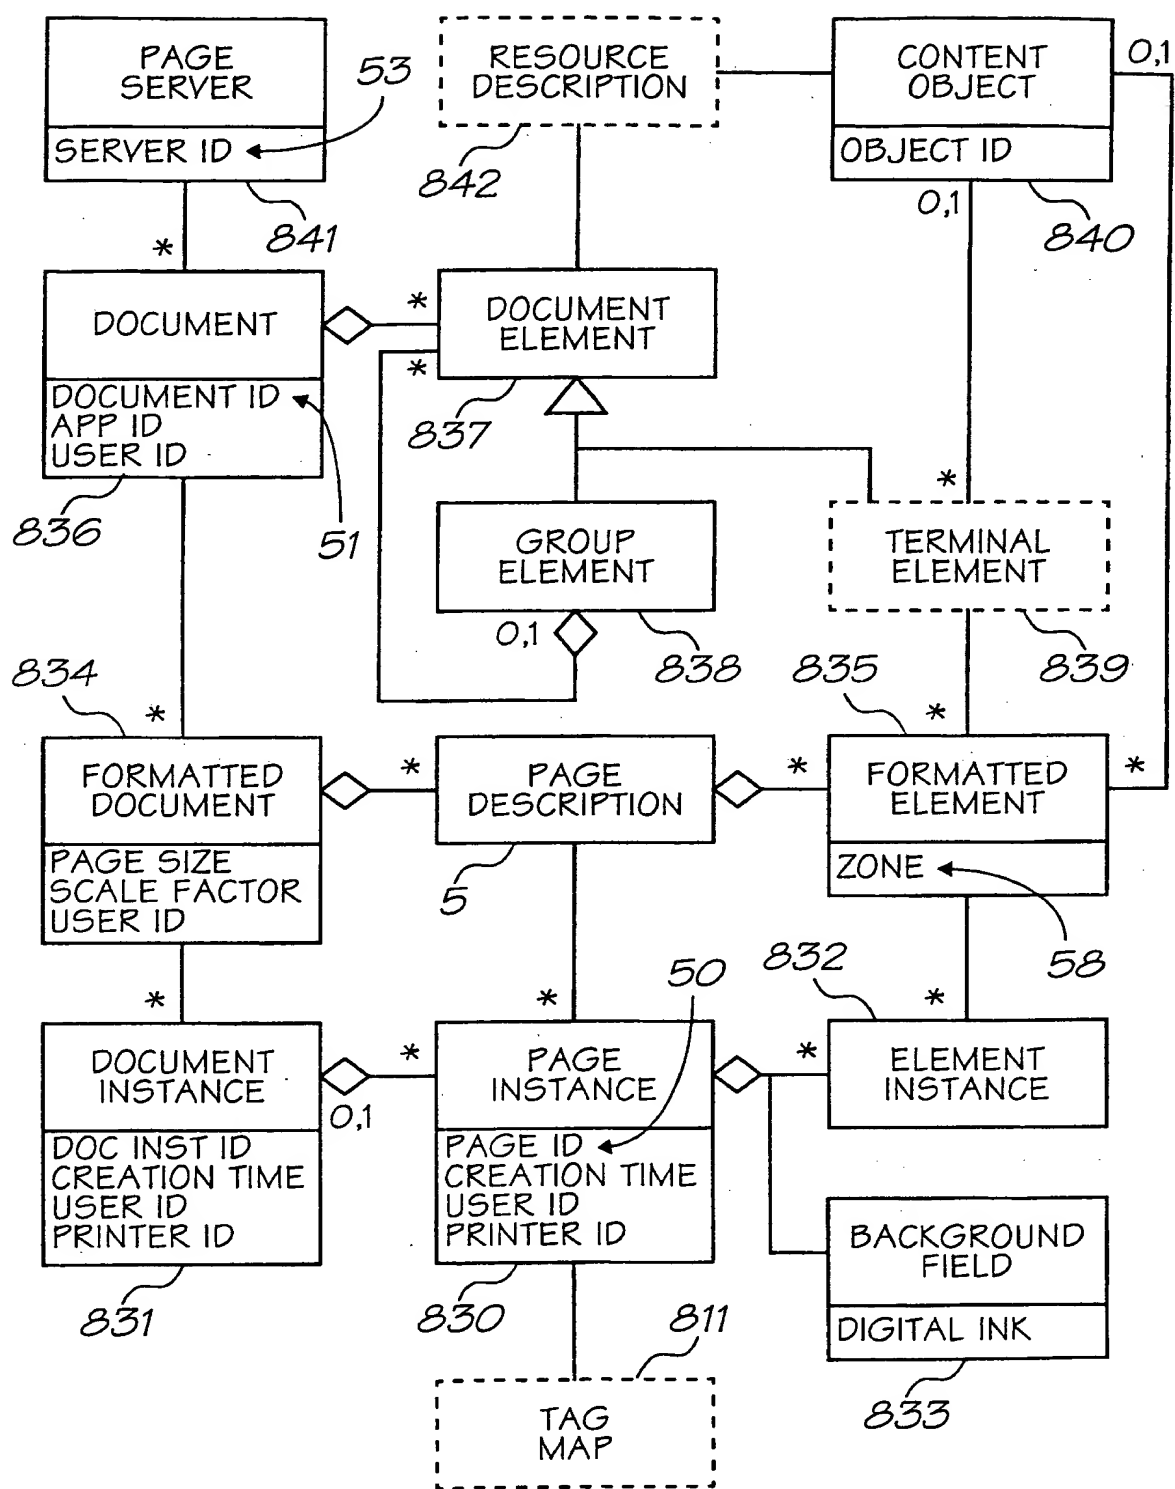 PAGE
SERVER
SERVER ID
53
841
RESOURCE
DESCRIPTION
842
CONTENT
OBJECT
OBJECT ID
0,1
0,1
840
*
DOCUMENT
DOCUMENT ID
APP ID
USER ID
836
51
*
DOCUMENT
ELEMENT
*
837
GROUP
ELEMENT
0,1
838
*
TERMINAL
ELEMENT
839
834
*
FORMATTED
DOCUMENT
PAGE SIZE
SCALE FACTOR
USER ID
*
PAGE
DESCRIPTION
5
835
*
*
FORMATTED
ELEMENT
*
ZONE
58
*
DOCUMENT
INSTANCE
0,1
DOC INST ID
CREATION TIME
USER ID
PRINTER ID
831
50
*
*
PAGE
INSTANCE
PAGE ID
CREATION TIME
USER ID
PRINTER ID
830
832
*
*
ELEMENT
INSTANCE
BACKGROUND
FIELD
DIGITAL INK
833
811
TAG
MAP